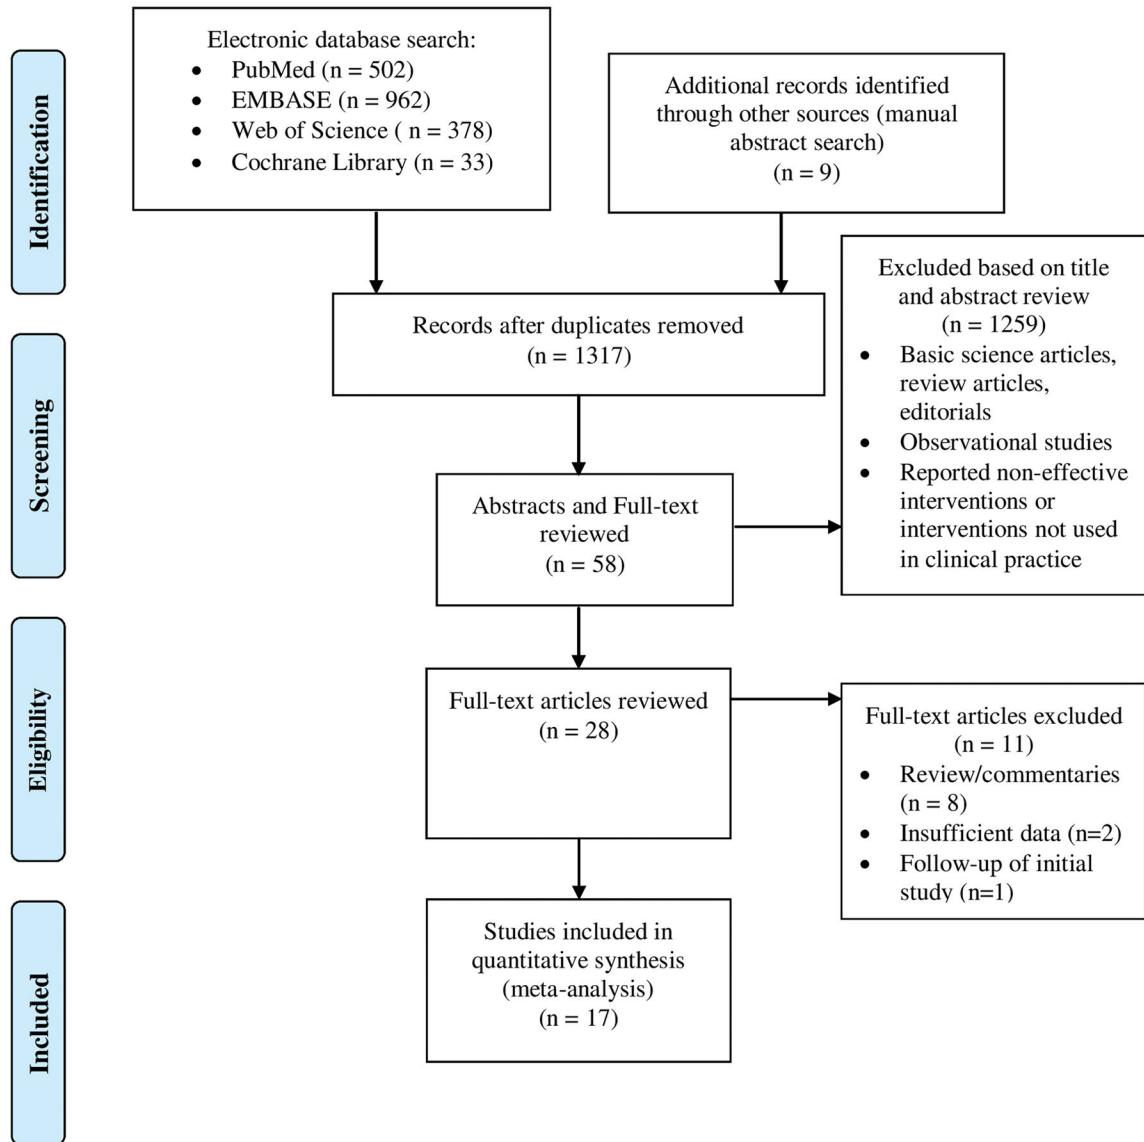 Identification
Electronic database search:
• PubMed (n = 502)
• EMBASE (n = 962)
• Web of Science ( n = 378)
• Cochrane Library (n = 33)
Additional records identified
through other sources (manual
abstract search)
(n = 9)
Records after duplicates removed
(n = 1317)
Excluded based on title
and abstract review
(n = 1259)
• Basic science articles,
review articles,
editorials
• Observational studies
• Reported non-effective
interventions or
interventions not used
in clinical practice
Screening
Abstracts and Full-text
reviewed
(n = 58)
Eligibility
Full-text articles reviewed
(n = 28)
Full-text articles excluded
(n = 11)
• Review/commentaries
(n = 8)
• Insufficient data (n=2)
• Follow-up of initial
study (n=1)
Included
Studies included in
quantitative synthesis
(meta-analysis)
(n = 17)